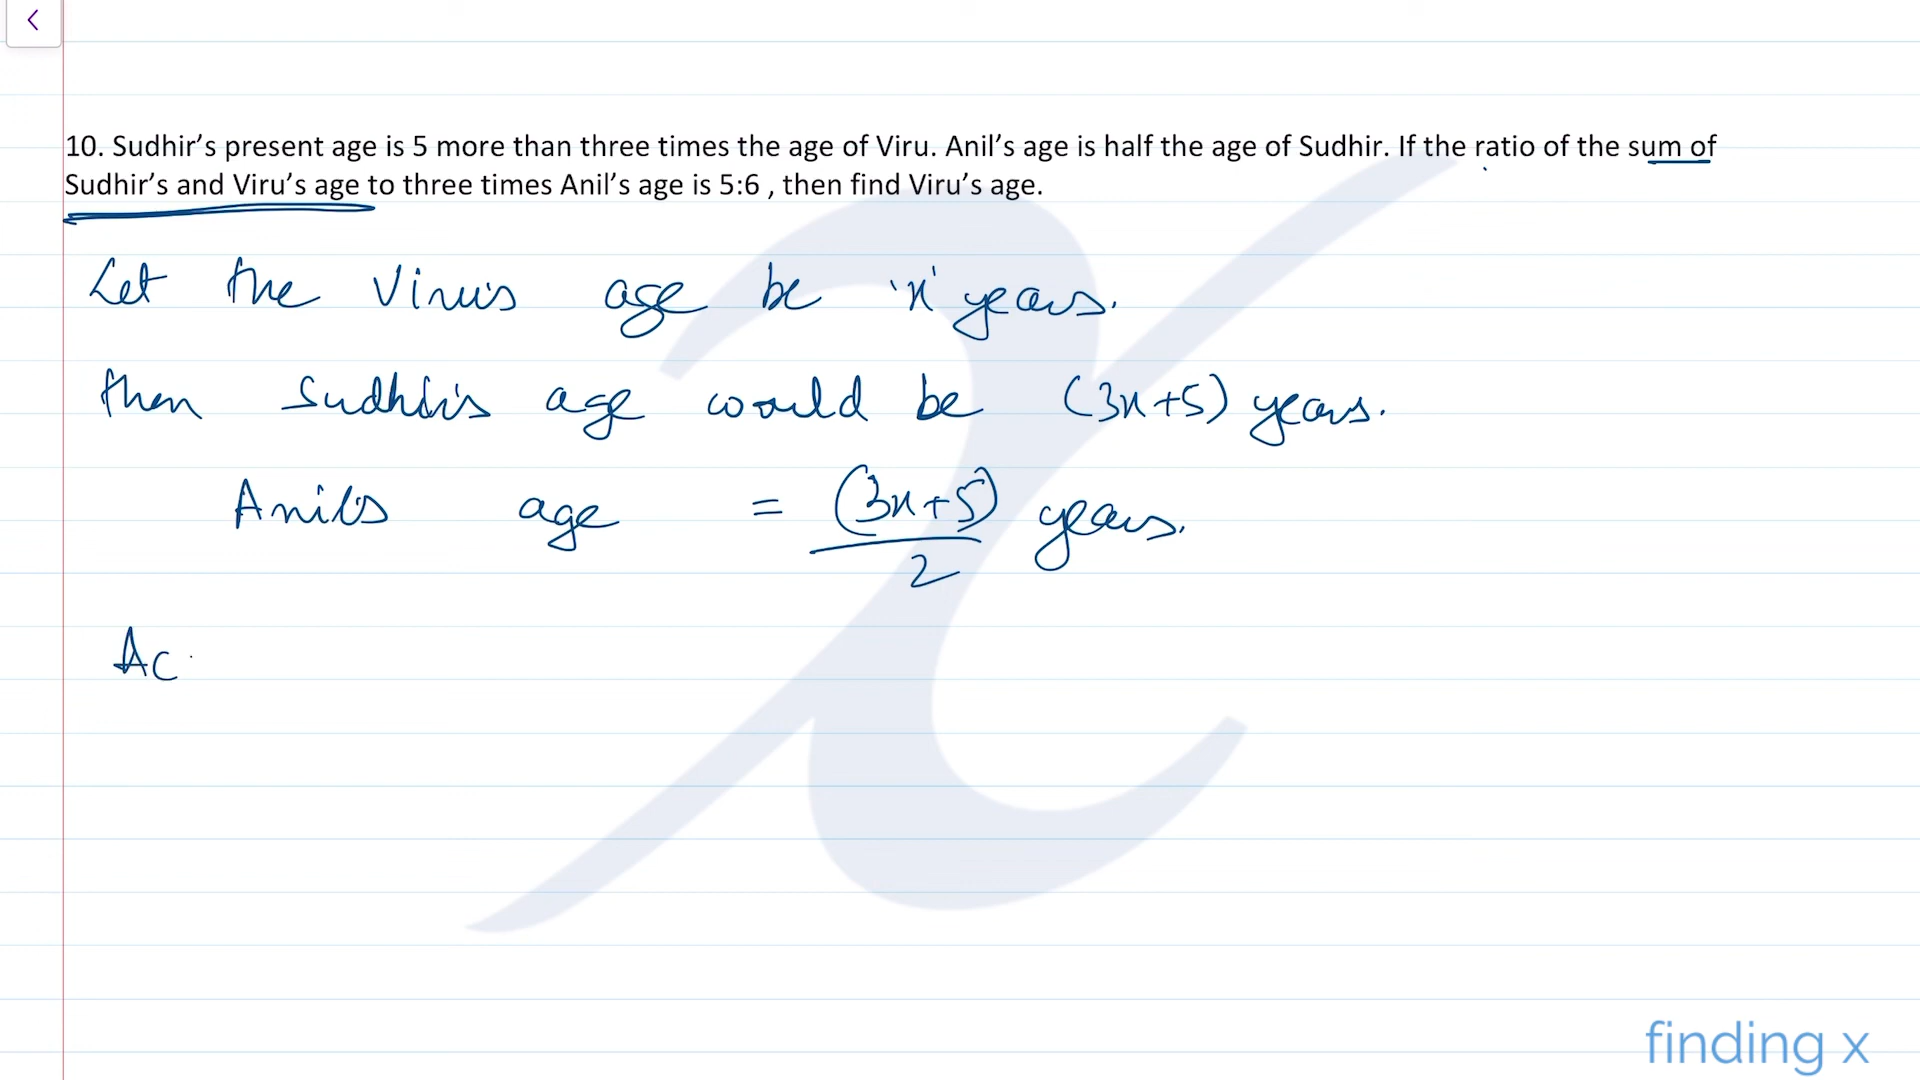 10. Sudhir’s present age is 5 more than three times the age of Viru. Anil’s age is half the age of Sudhir. If the ratio of the sum of
Sudhir’s and Viru’s age to three times Anil’s age is 5:6 , then find Viru’s age.
Let the Viru's age be 'x' years.
then Sudhir's age would be (3x+5) years.
Anil's age = (3x+5)/2 years.
Ac
finding x